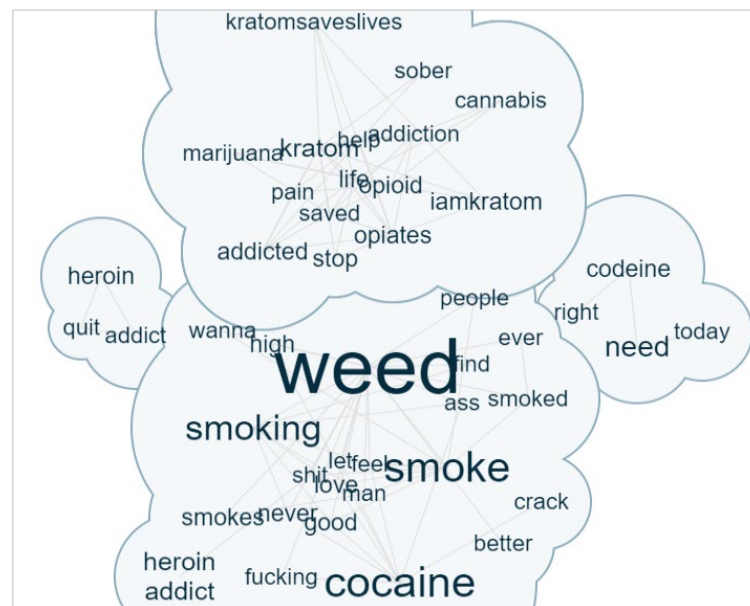 kratomsaveslives
sober
cannabis
help addiction
marijuana kratom
life opioid
pain
iamkratom
saved
opiates
addicted stop
heroin
quit addict
codeine
right
need today
people
wanna high
ever
weed find
ass smoked
smoking
let feel
shit
love
man
smoke
smokes never
good
crack
better
heroin
addict
fucking
cocaine